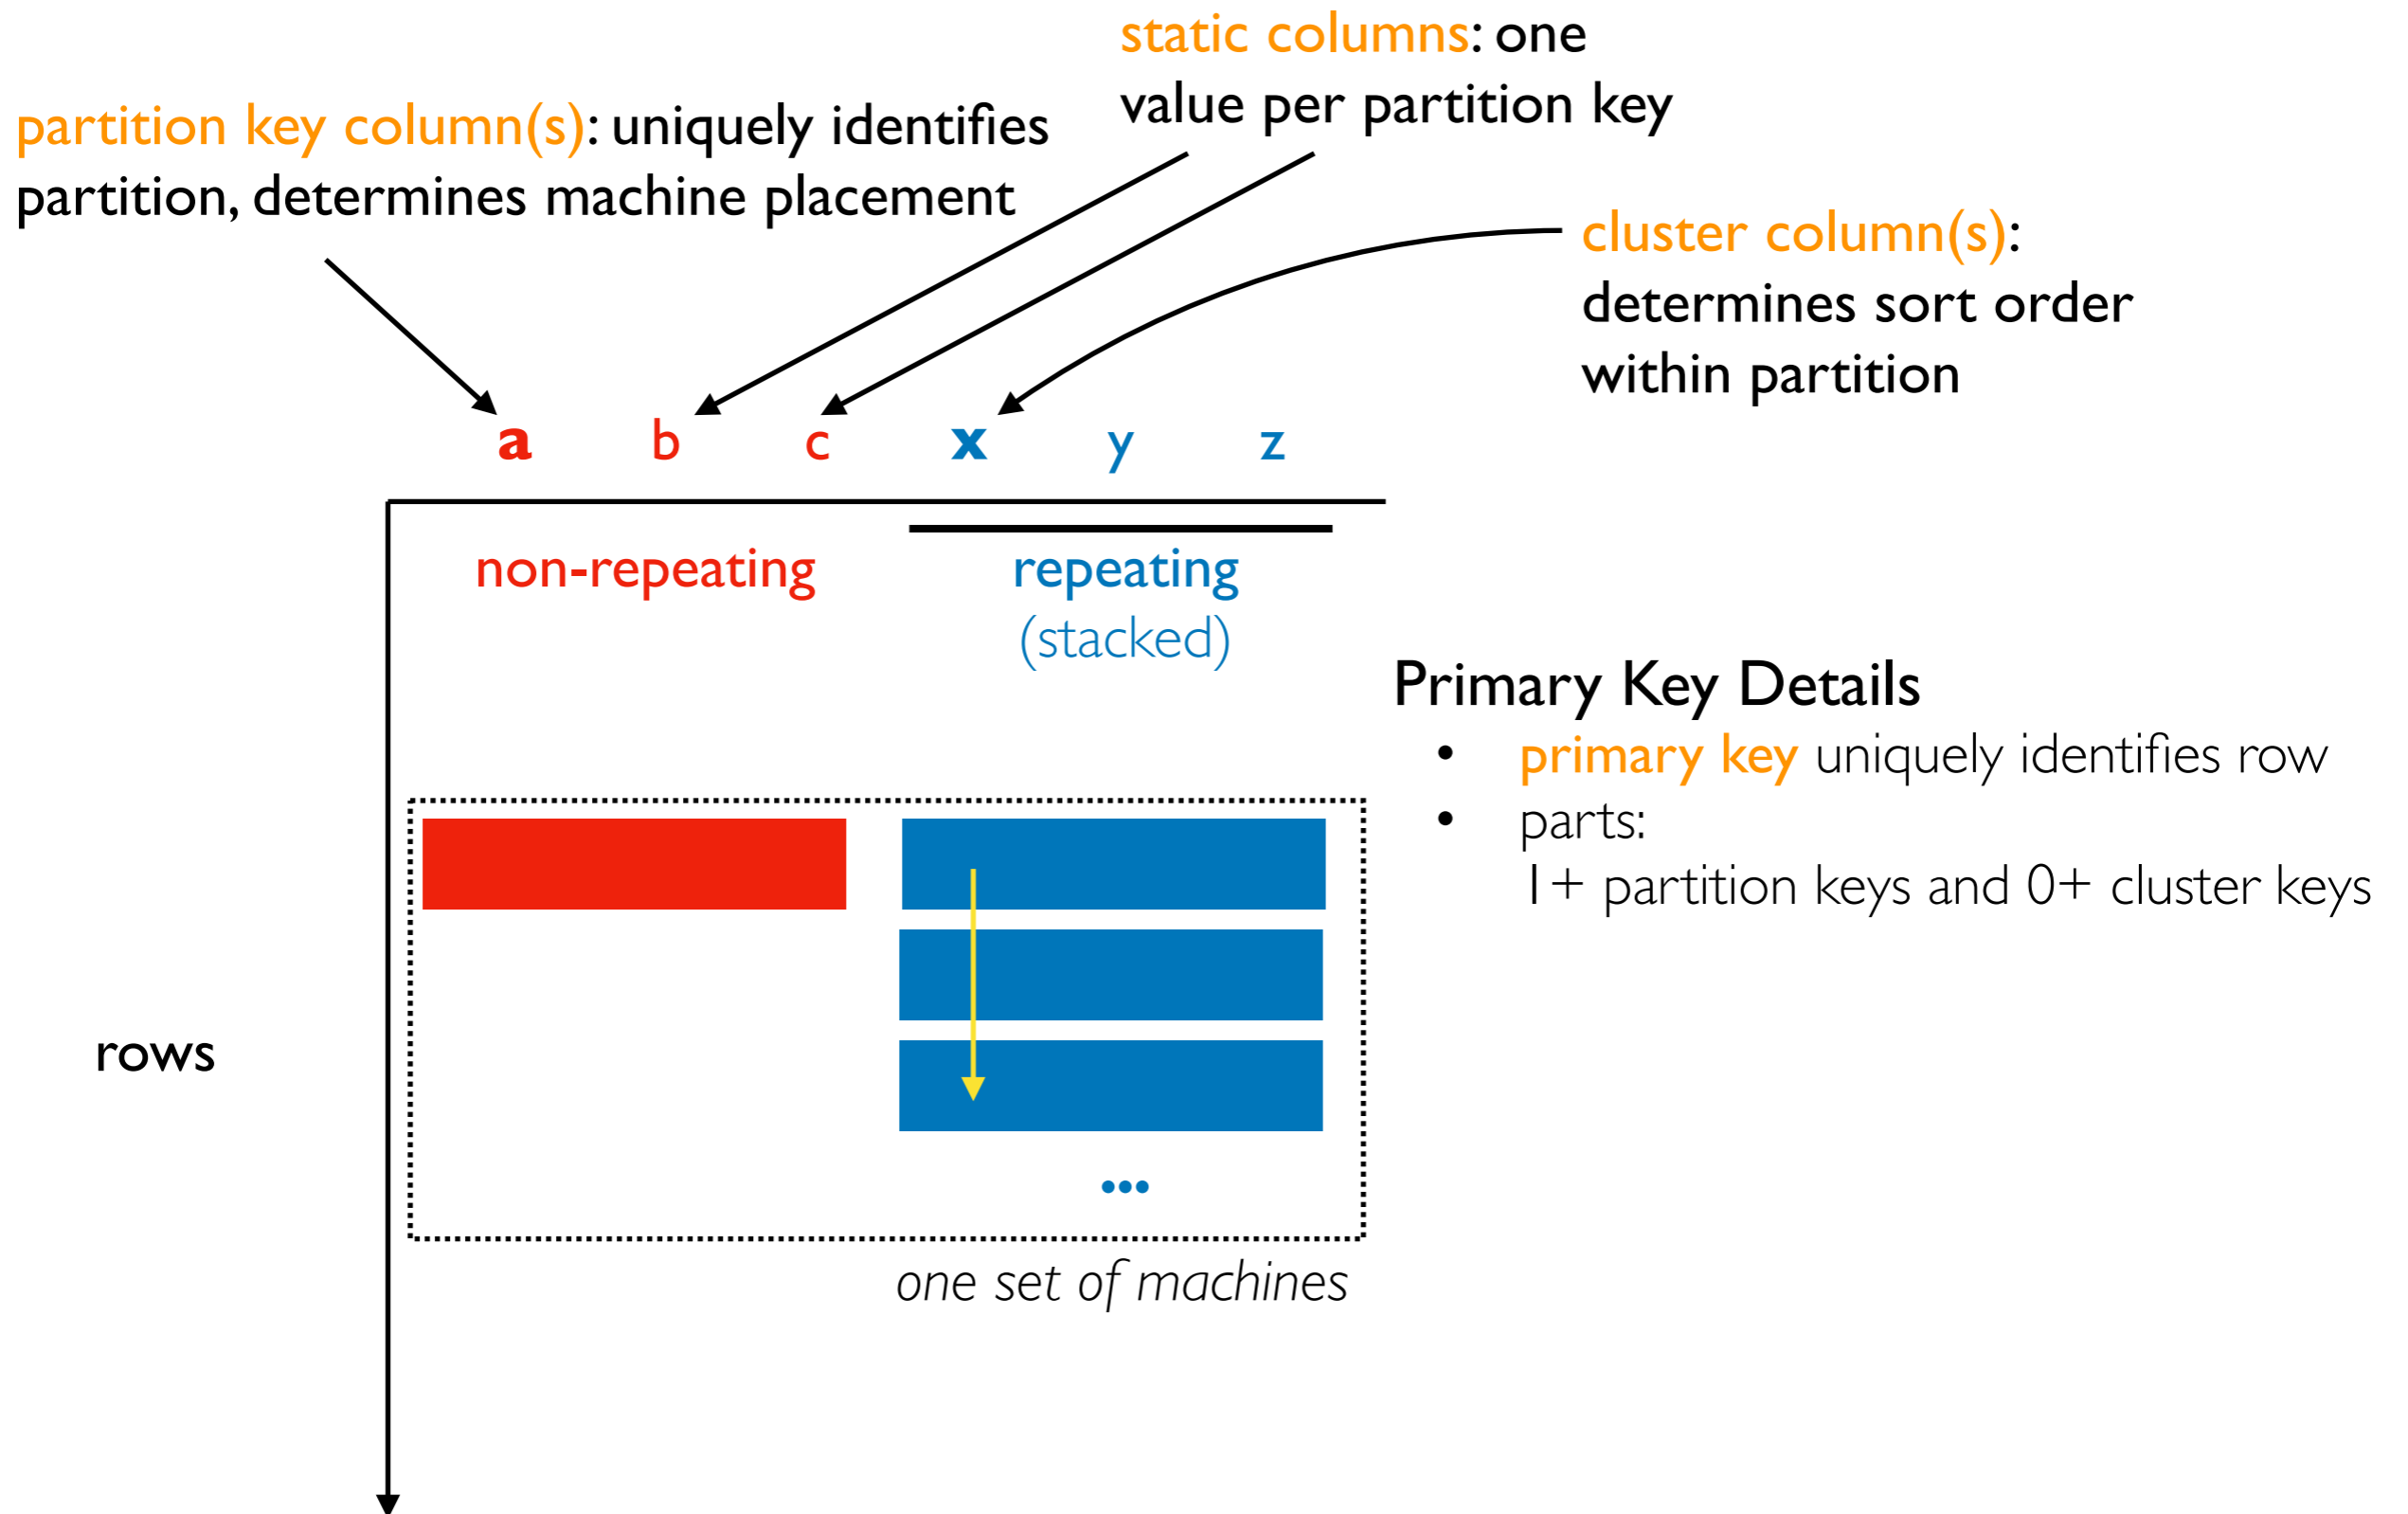 static columns: one
value per partition key
partition key column(s): uniquely identifies
partition, determines machine placement
cluster column(s):
determines sort order
within partition
a b c x y z
non-repeating repeating
(stacked)
Primary Key Details
• primary key uniquely identifies row
• parts:
1+ partition keys and 0+ cluster keys
rows
...
one set of machines